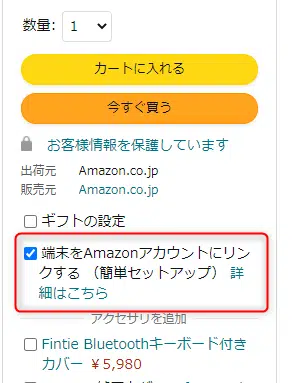 数量: 1
カートに入れる
今すぐ買う
お客様情報を保護しています
出荷元 Amazon.co.jp
販売元 Amazon.co.jp
ギフトの設定
端末をAmazonアカウントにリン
クする (簡単セットアップ) 詳
細はこちら
アクセサリを追加
Fintie Bluetoothキーボード付き
カバー ¥5,980